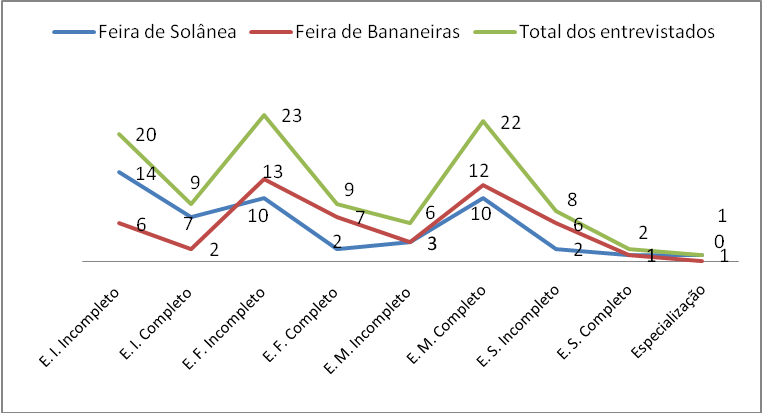 Feira de Solânea Feira de Bananeiras Total dos entrevistados
23
22
20
14
13
12
9
9
10
10
8
7
7
6
6
6
2
2
3
2
2
1
1
0
1
E. I. Incompleto
E. I. Completo
E. F. Incompleto
E. F. Completo
E. M. Incompleto
E. M. Completo
E. S. Incompleto
E. S. Completo
Especialização